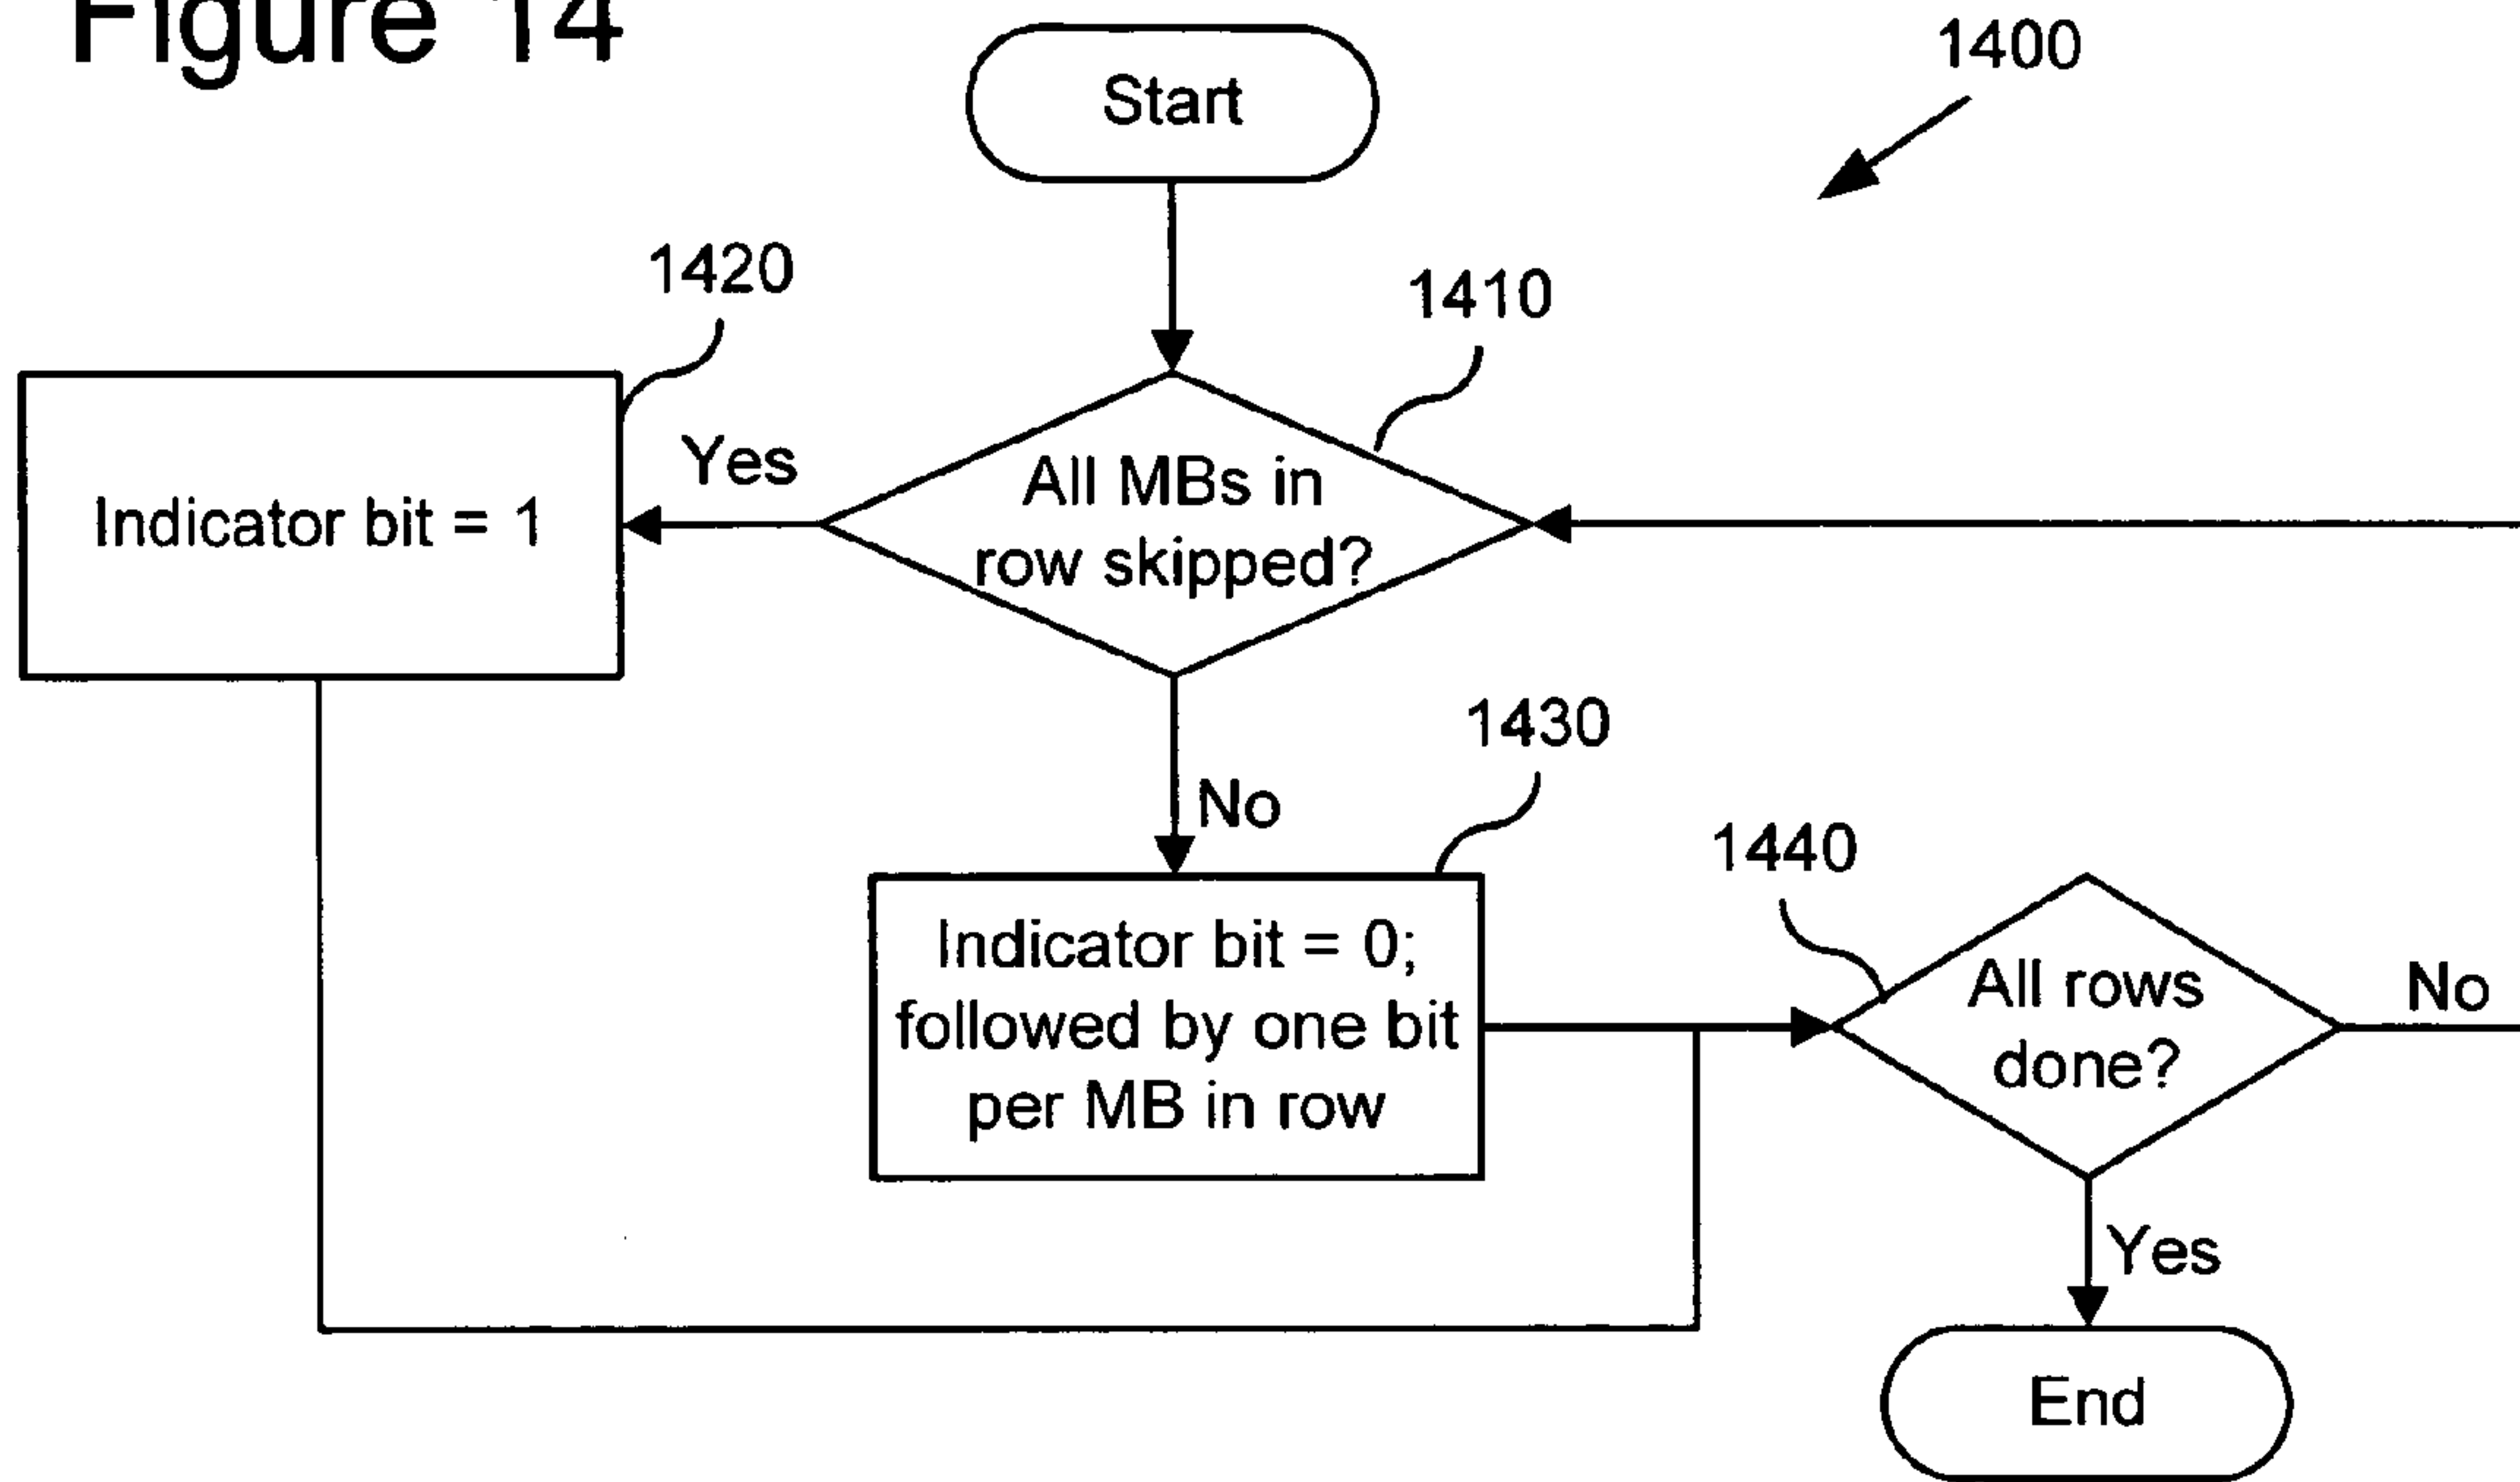 Figure 14
Start
1400
1420
1410
Yes
All MBs in
row skipped?
Indicator bit = 1
No
1430
1440
Indicator bit = 0;
followed by one bit
per MB in row
All rows
done?
No
Yes
End